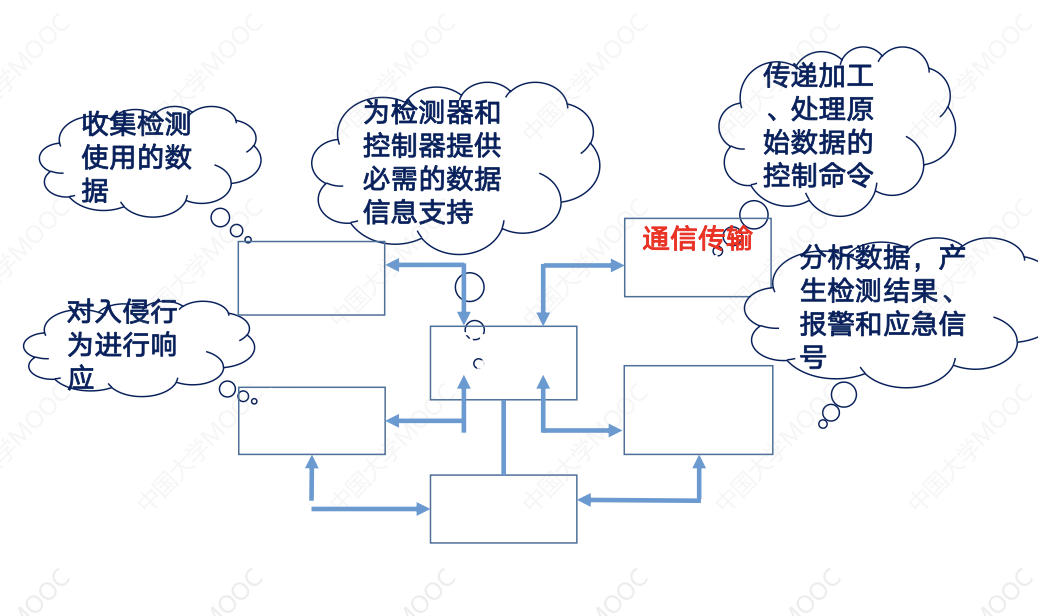 收集检测
使用的数
据
为检测器和
控制器提供
必需的数据
信息支持
传递加工
、处理原
始数据的
控制命令
通信传输
分析数据，产
生检测结果、
报警和应急信
号
对入侵行
为进行响
应
中国大学MOOC